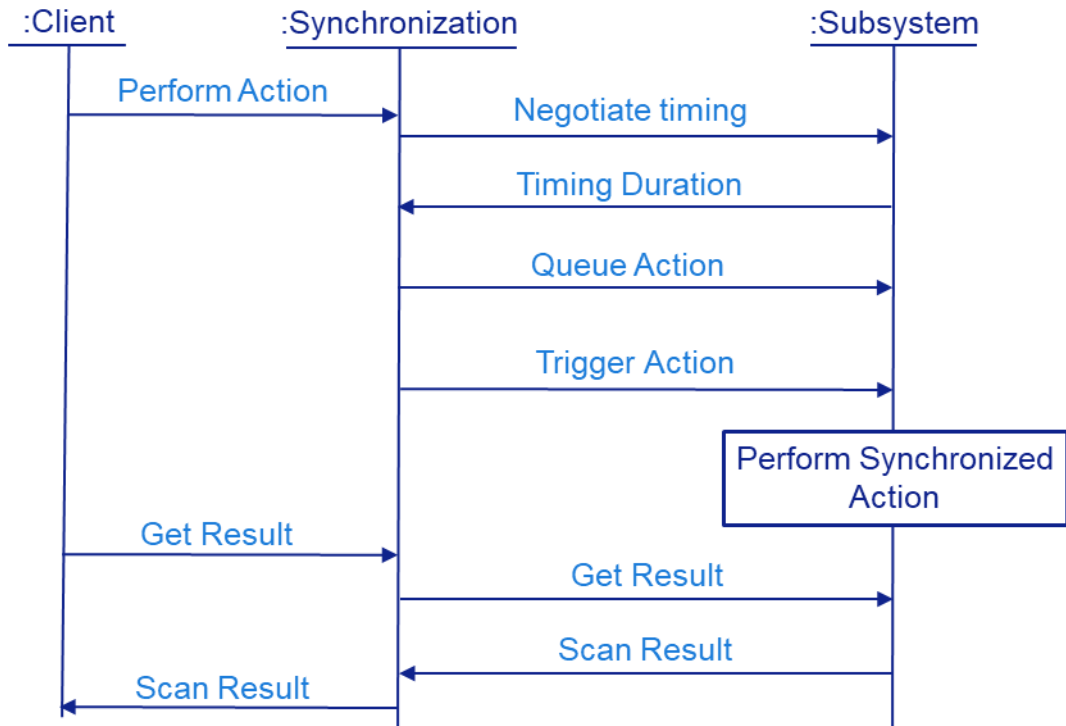 :Client
:Synchronization
:Subsystem
Perform Action
Negotiate timing
Timing Duration
Queue Action
Trigger Action
Perform Synchronized
Action
Get Result
Get Result
Scan Result
Scan Result